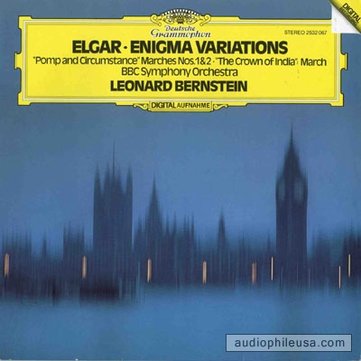 Deutsche
Grammophon
STEREO 2532 067
DIGITAL
ELGAR · ENIGMA VARIATIONS
"Pomp and Circumstance" Marches Nos. 1 & 2 · "The Crown of India": March
BBC Symphony Orchestra
LEONARD BERNSTEIN
DIGITAL AUFNAHME
audiophileusa.com